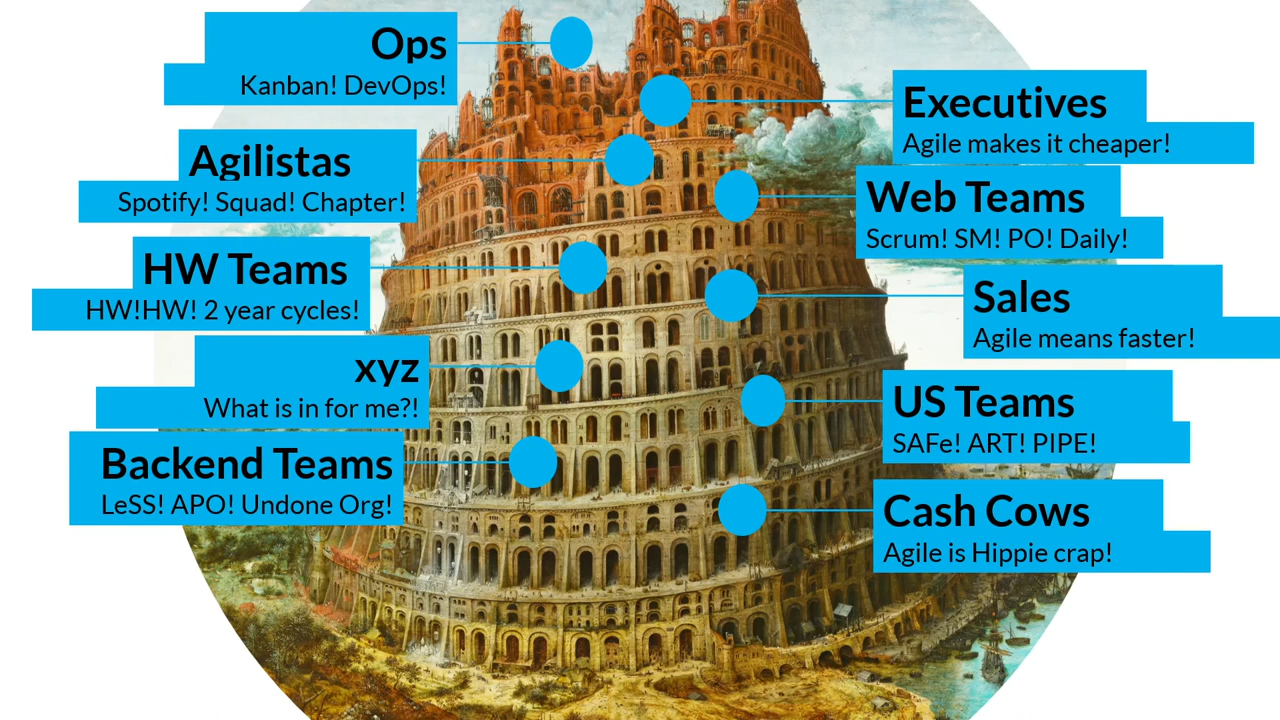 Ops
Kanban! DevOps!
Executives
Agile makes it cheaper!
Agilistas
Spotify! Squad! Chapter!
Web Teams
Scrum! SM! PO! Daily!
HW Teams
HW!HW! 2 year cycles!
Sales
Agile means faster!
xyz
What is in for me?!
US Teams
SAFe! ART! PIPE!
Backend Teams
LeSS! APO! Undone Org!
Cash Cows
Agile is Hippie crap!